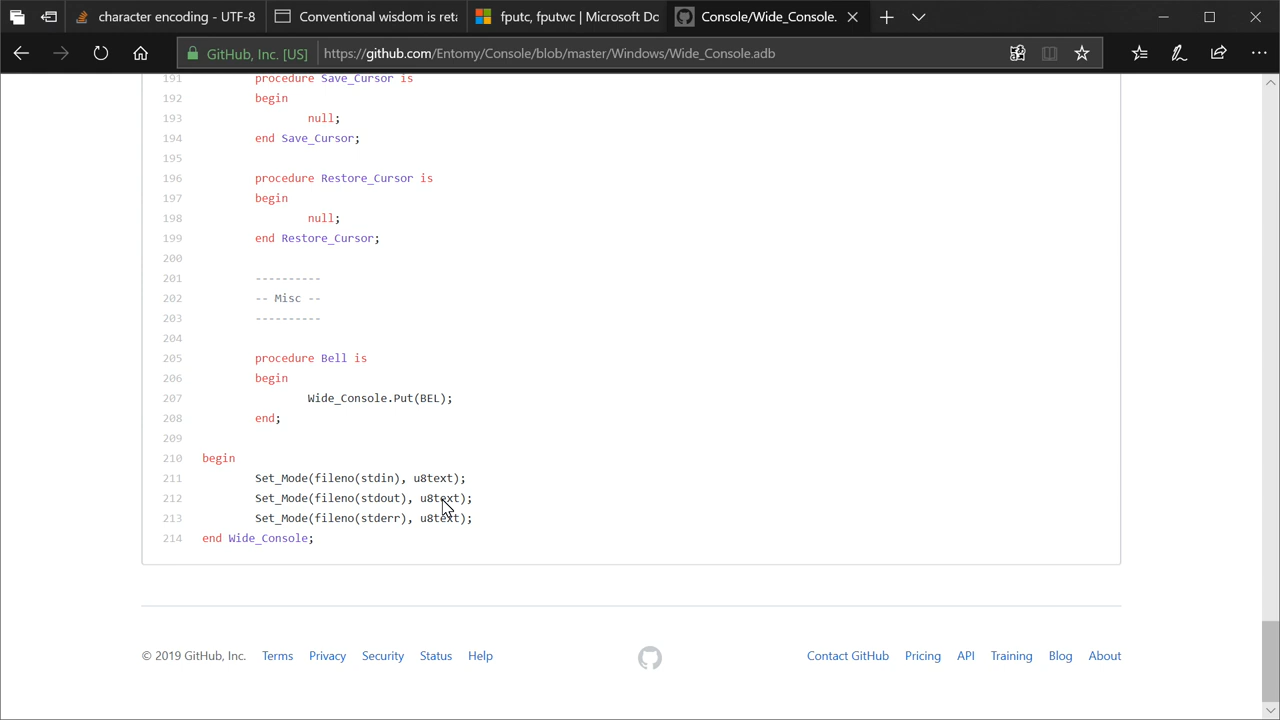 character encoding - UTF-8
Conventional wisdom is reta
fputc, fputwc | Microsoft Do
Console/Wide_Console.
GitHub, Inc. [US]
https://github.com/Entomy/Console/blob/master/Windows/Wide_Console.adb
191 procedure Save_Cursor is
192 begin
193 null;
194 end Save_Cursor;
195
196 procedure Restore_Cursor is
197 begin
198 null;
199 end Restore_Cursor;
200
201 ----------
202 -- Misc --
203 ----------
204
205 procedure Bell is
206 begin
207 Wide_Console.Put(BEL);
208 end;
209
210 begin
211 Set_Mode(fileno(stdin), u8text);
212 Set_Mode(fileno(stdout), u8text);
213 Set_Mode(fileno(stderr), u8text);
214 end Wide_Console;
© 2019 GitHub, Inc. Terms Privacy Security Status Help Contact GitHub Pricing API Training Blog About